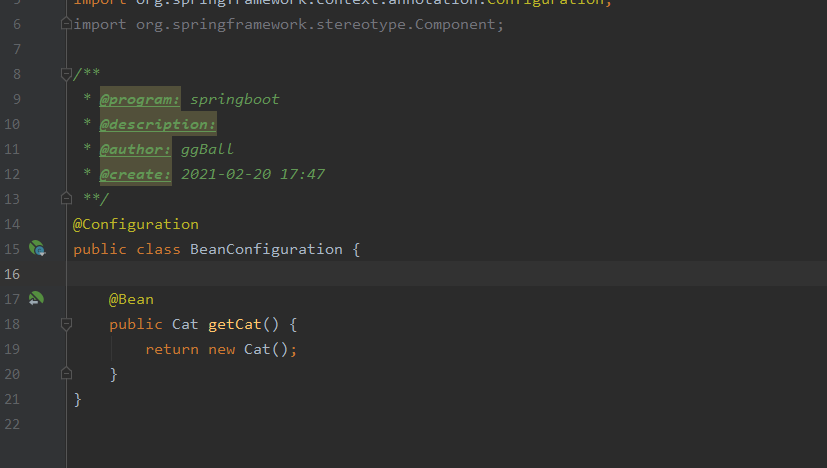 5 import org.springframework.context.annotation.Configuration;
6 import org.springframework.stereotype.Component;
7
8 /**
9 * @program: springboot
10 * @description:
11 * @author: ggBall
12 * @create: 2021-02-20 17:47
13 **/
14 @Configuration
15 public class BeanConfiguration {
16
17 @Bean
18 public Cat getCat() {
19 return new Cat();
20 }
21 }
22